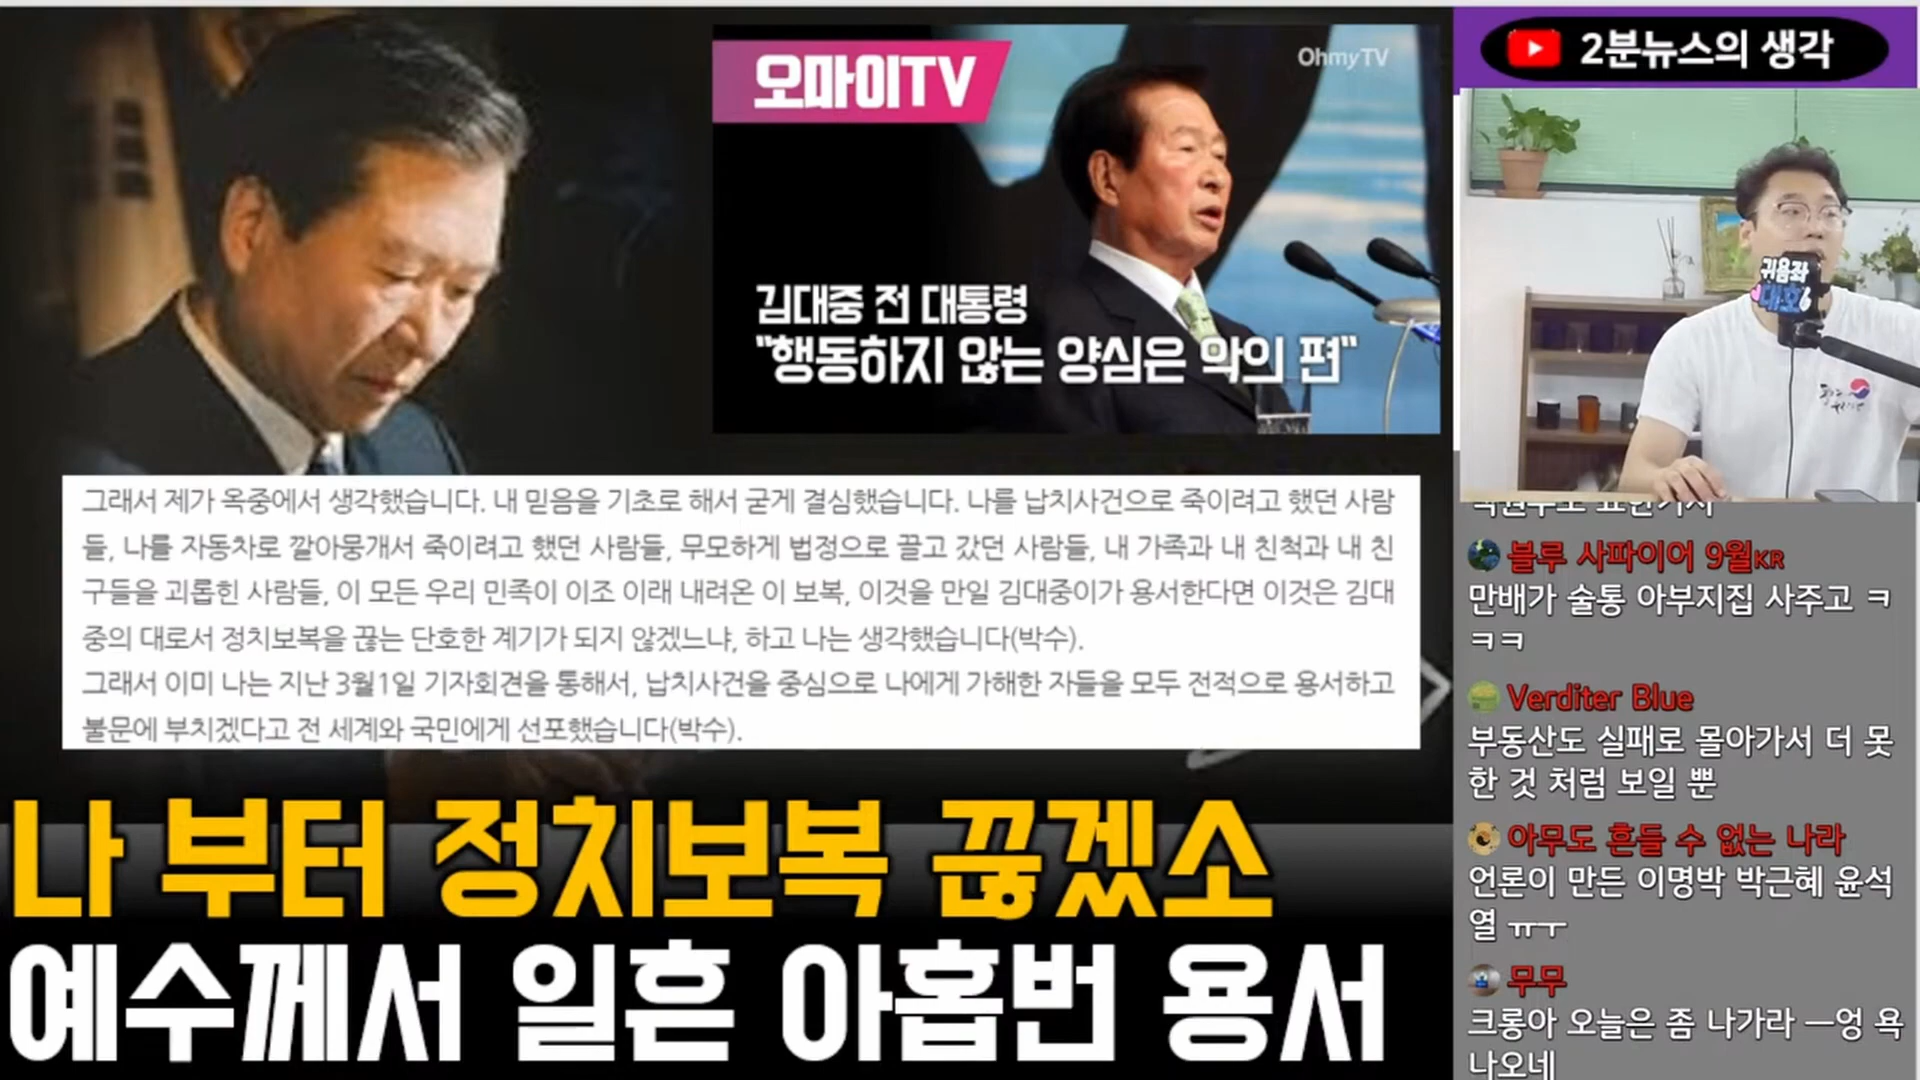 오마이TV
OhmyTV
김대중 전 대통령
"행동하지 않는 양심은 악의 편"
그래서 제가 옥중에서 생각했습니다. 내 믿음을 기초로 해서 굳게 결심했습니다. 나를 납치사건으로 죽이려고 했던 사람
들, 나를 자동차로 깔아뭉개서 죽이려고 했던 사람들, 무모하게 법정으로 끌고 갔던 사람들, 내 가족과 내 친척과 내 친
구들을 괴롭힌 사람들, 이 모든 우리 민족이 이조 이래 내려온 이 보복, 이것을 만일 김대중이가 용서한다면 이것은 김대
중의 대로서 정치보복을 끊는 단호한 계기가 되지 않겠느냐, 하고 나는 생각했습니다(박수).
그래서 이미 나는 지난 3월1일 기자회견을 통해서, 납치사건을 중심으로 나에게 가해한 자들을 모두 전적으로 용서하고
불문에 부치겠다고 전 세계와 국민에게 선포했습니다(박수).
나 부터 정치보복 끊겠소
예수께서 일흔 아홉번 용서
2분뉴스의 생각
귀욤좌
대호
블루 사파이어 9월KR
만배가 술통 아부지집 사주고 ㅋ
ㅋㅋ
Verditer Blue
부동산도 실패로 몰아가서 더 못
한 것 처럼 보일 뿐
아무도 흔들 수 없는 나라
언론이 만든 이명박 박근혜 윤석
열 ㅠㅜ
무무
크롱아 오늘은 좀 나가라 ㅡ엉 욕
나오네